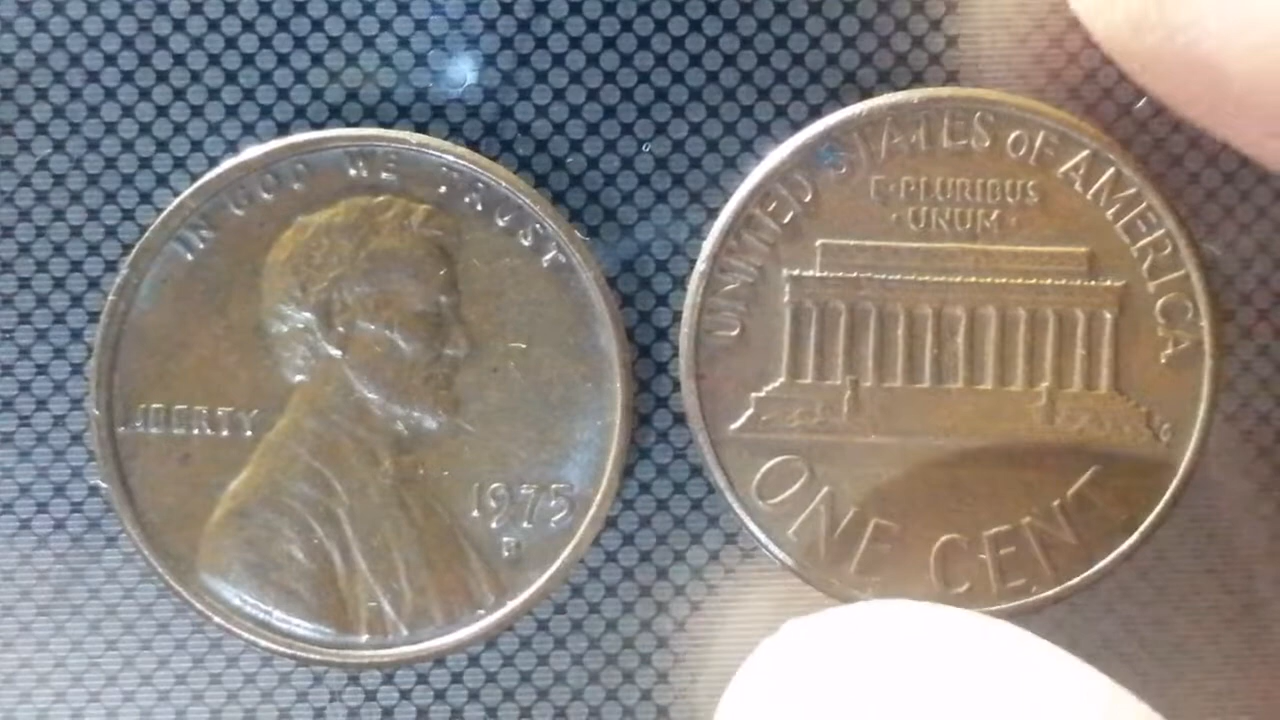 IN GOD WE TRUST
LIBERTY
1975
D
UNITED STATES OF AMERICA
E·PLURIBUS
·UNUM·
ONE CENT